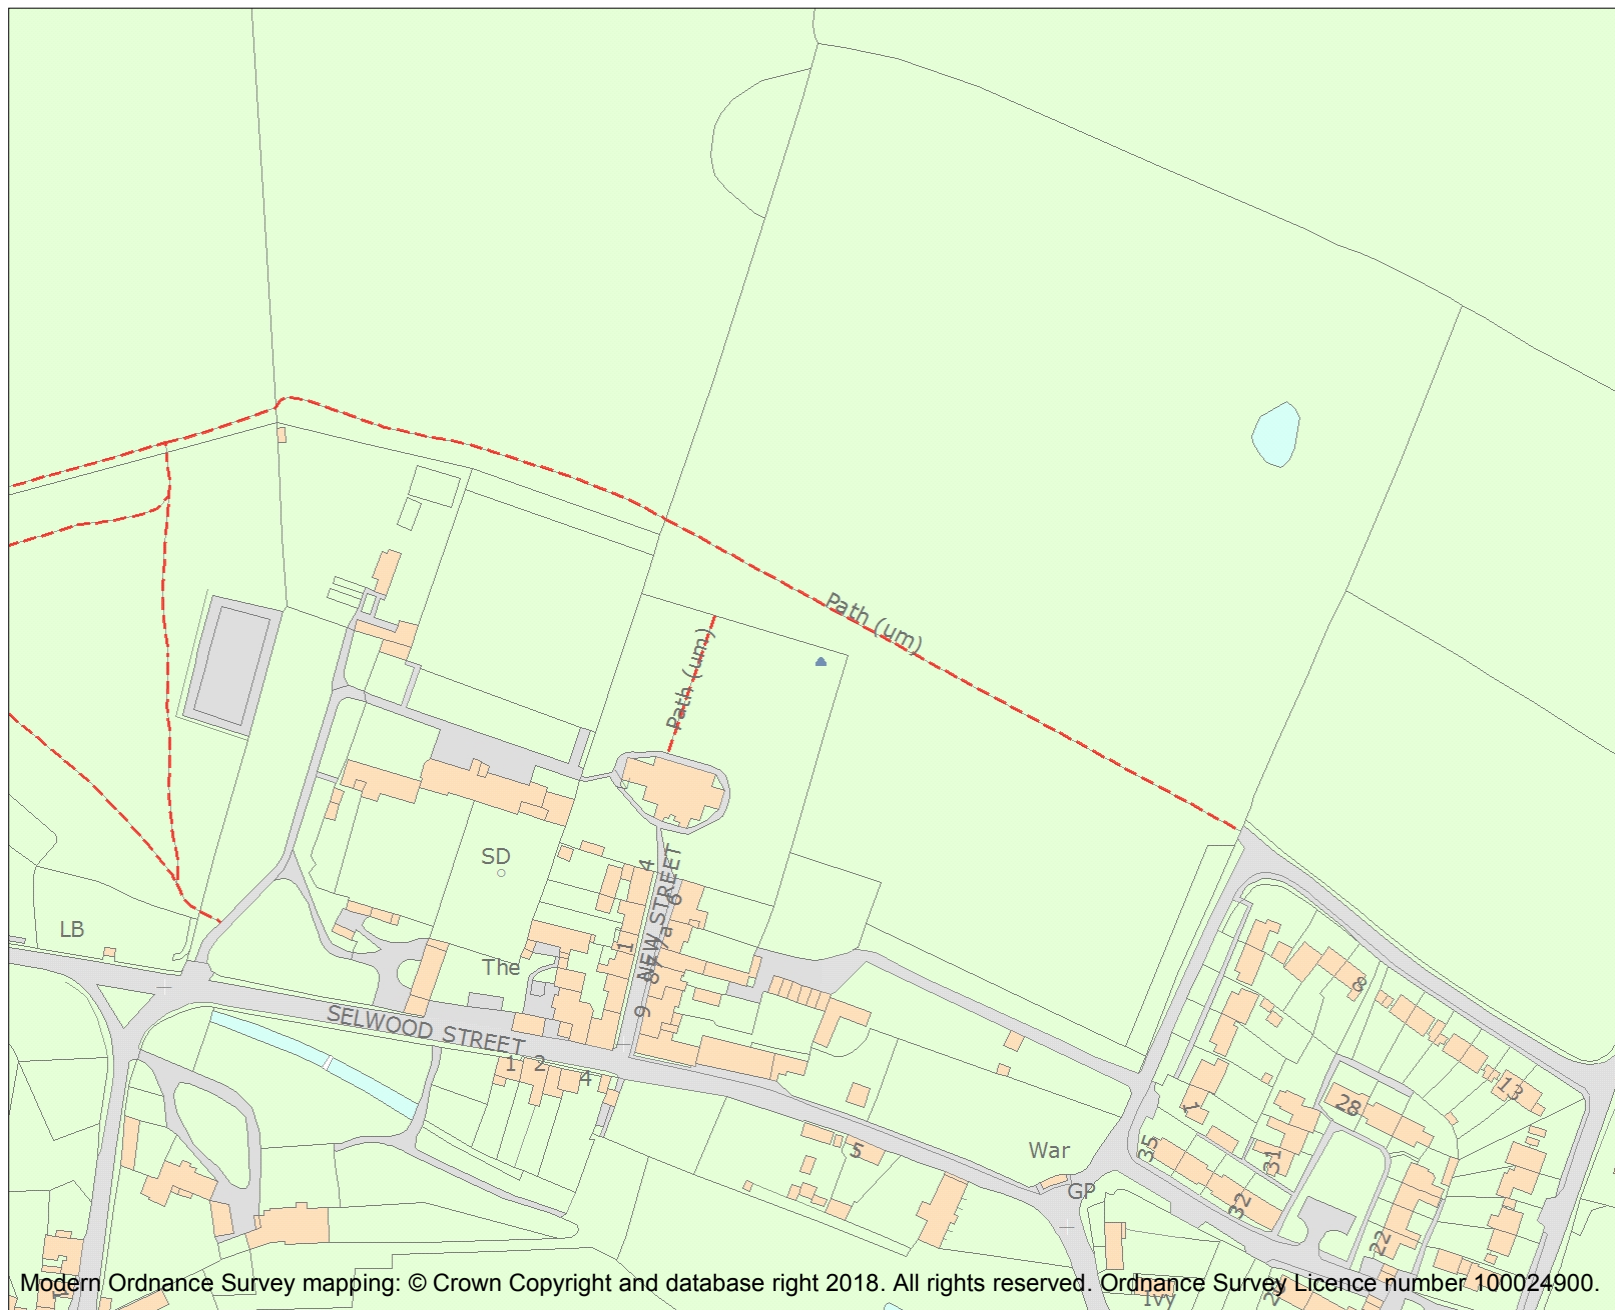 Path (um)
Path (um)
SD
4
6
NEW STREET
7a
1
8
9
LB
The
SELWOOD STREET
1
2
4
5
War
GP
8
13
28
1
35
31
32
22
Ivy
Modern Ordnance Survey mapping: © Crown Copyright and database right 2018. All rights reserved. Ordnance Survey Licence number 100024900.